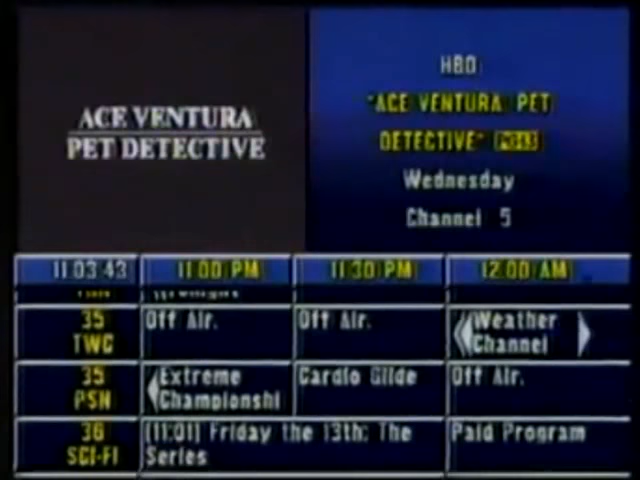 ACE VENTURA
PET DETECTIVE
HBO
"ACE VENTURA PET
DETECTIVE" PG-13
Wednesday
Channel 5
11:03:43 11:00 PM 11:30 PM 12:00 AM
35 TWC Off Air. Off Air. Weather Channel
35 PSN Extreme Championshi Cardio Glide Off Air.
36 SCI-FI (11:01) Friday the 13th: The Series Paid Program